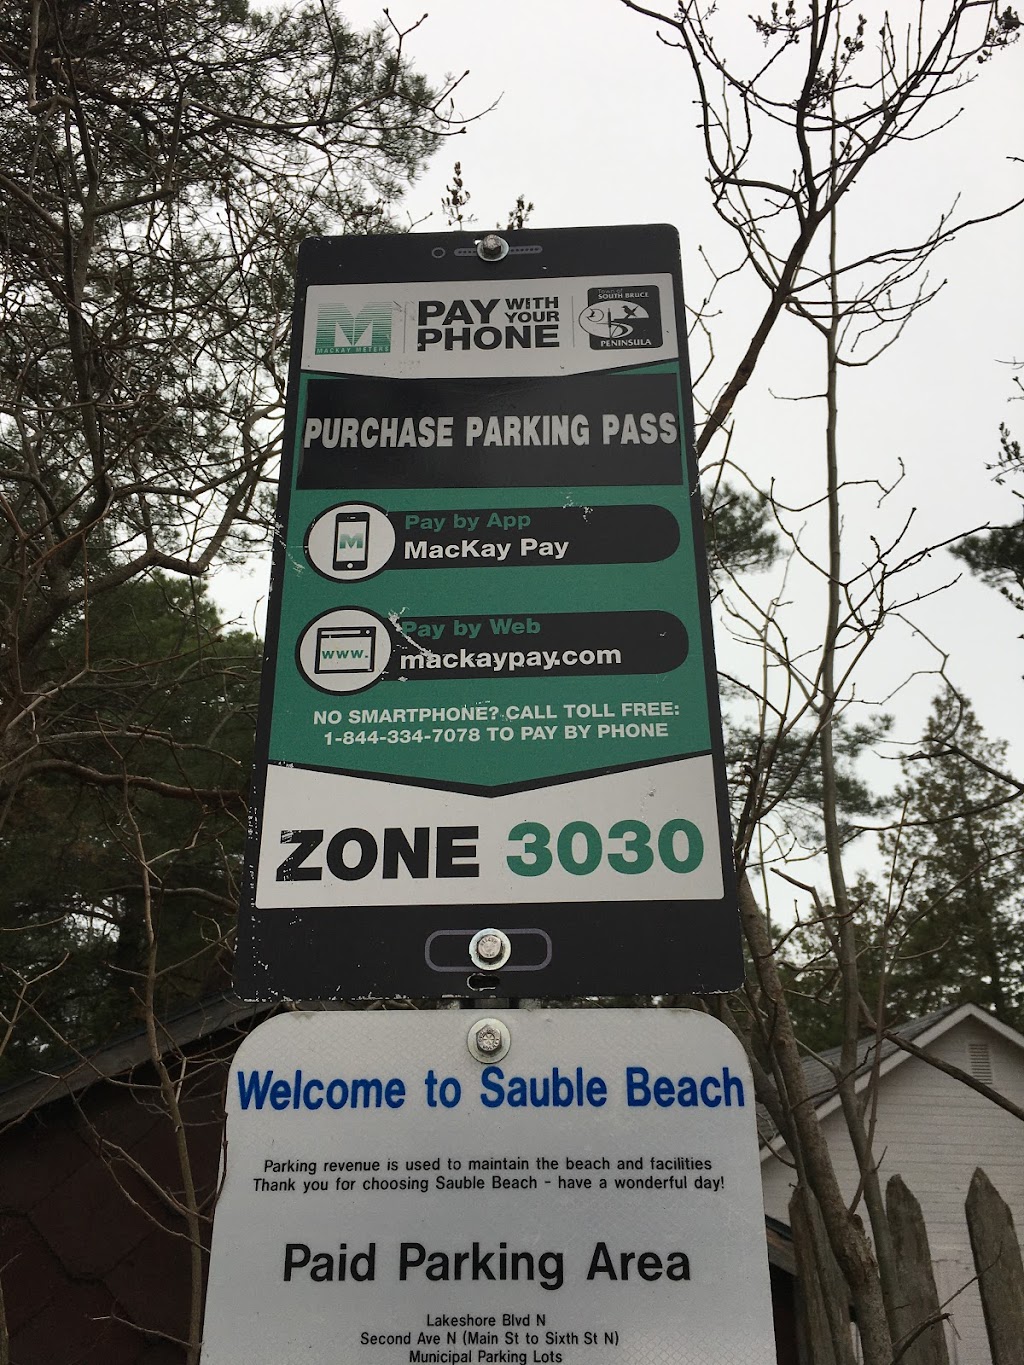 MACKAY METERS
PAY WITH YOUR PHONE
Town of
SOUTH BRUCE
PENINSULA
PURCHASE PARKING PASS
M
Pay by App
MacKay Pay
www.
Pay by Web
mackaypay.com
NO SMARTPHONE? CALL TOLL FREE:
1-844-334-7078 TO PAY BY PHONE
ZONE 3030
Welcome to Sauble Beach
Parking revenue is used to maintain the beach and facilities
Thank you for choosing Sauble Beach - have a wonderful day!
Paid Parking Area
Lakeshore Blvd N
Second Ave N (Main St to Sixth St N)
Municipal Parking Lots